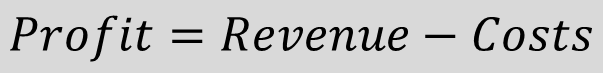 Profit = Revenue − Costs